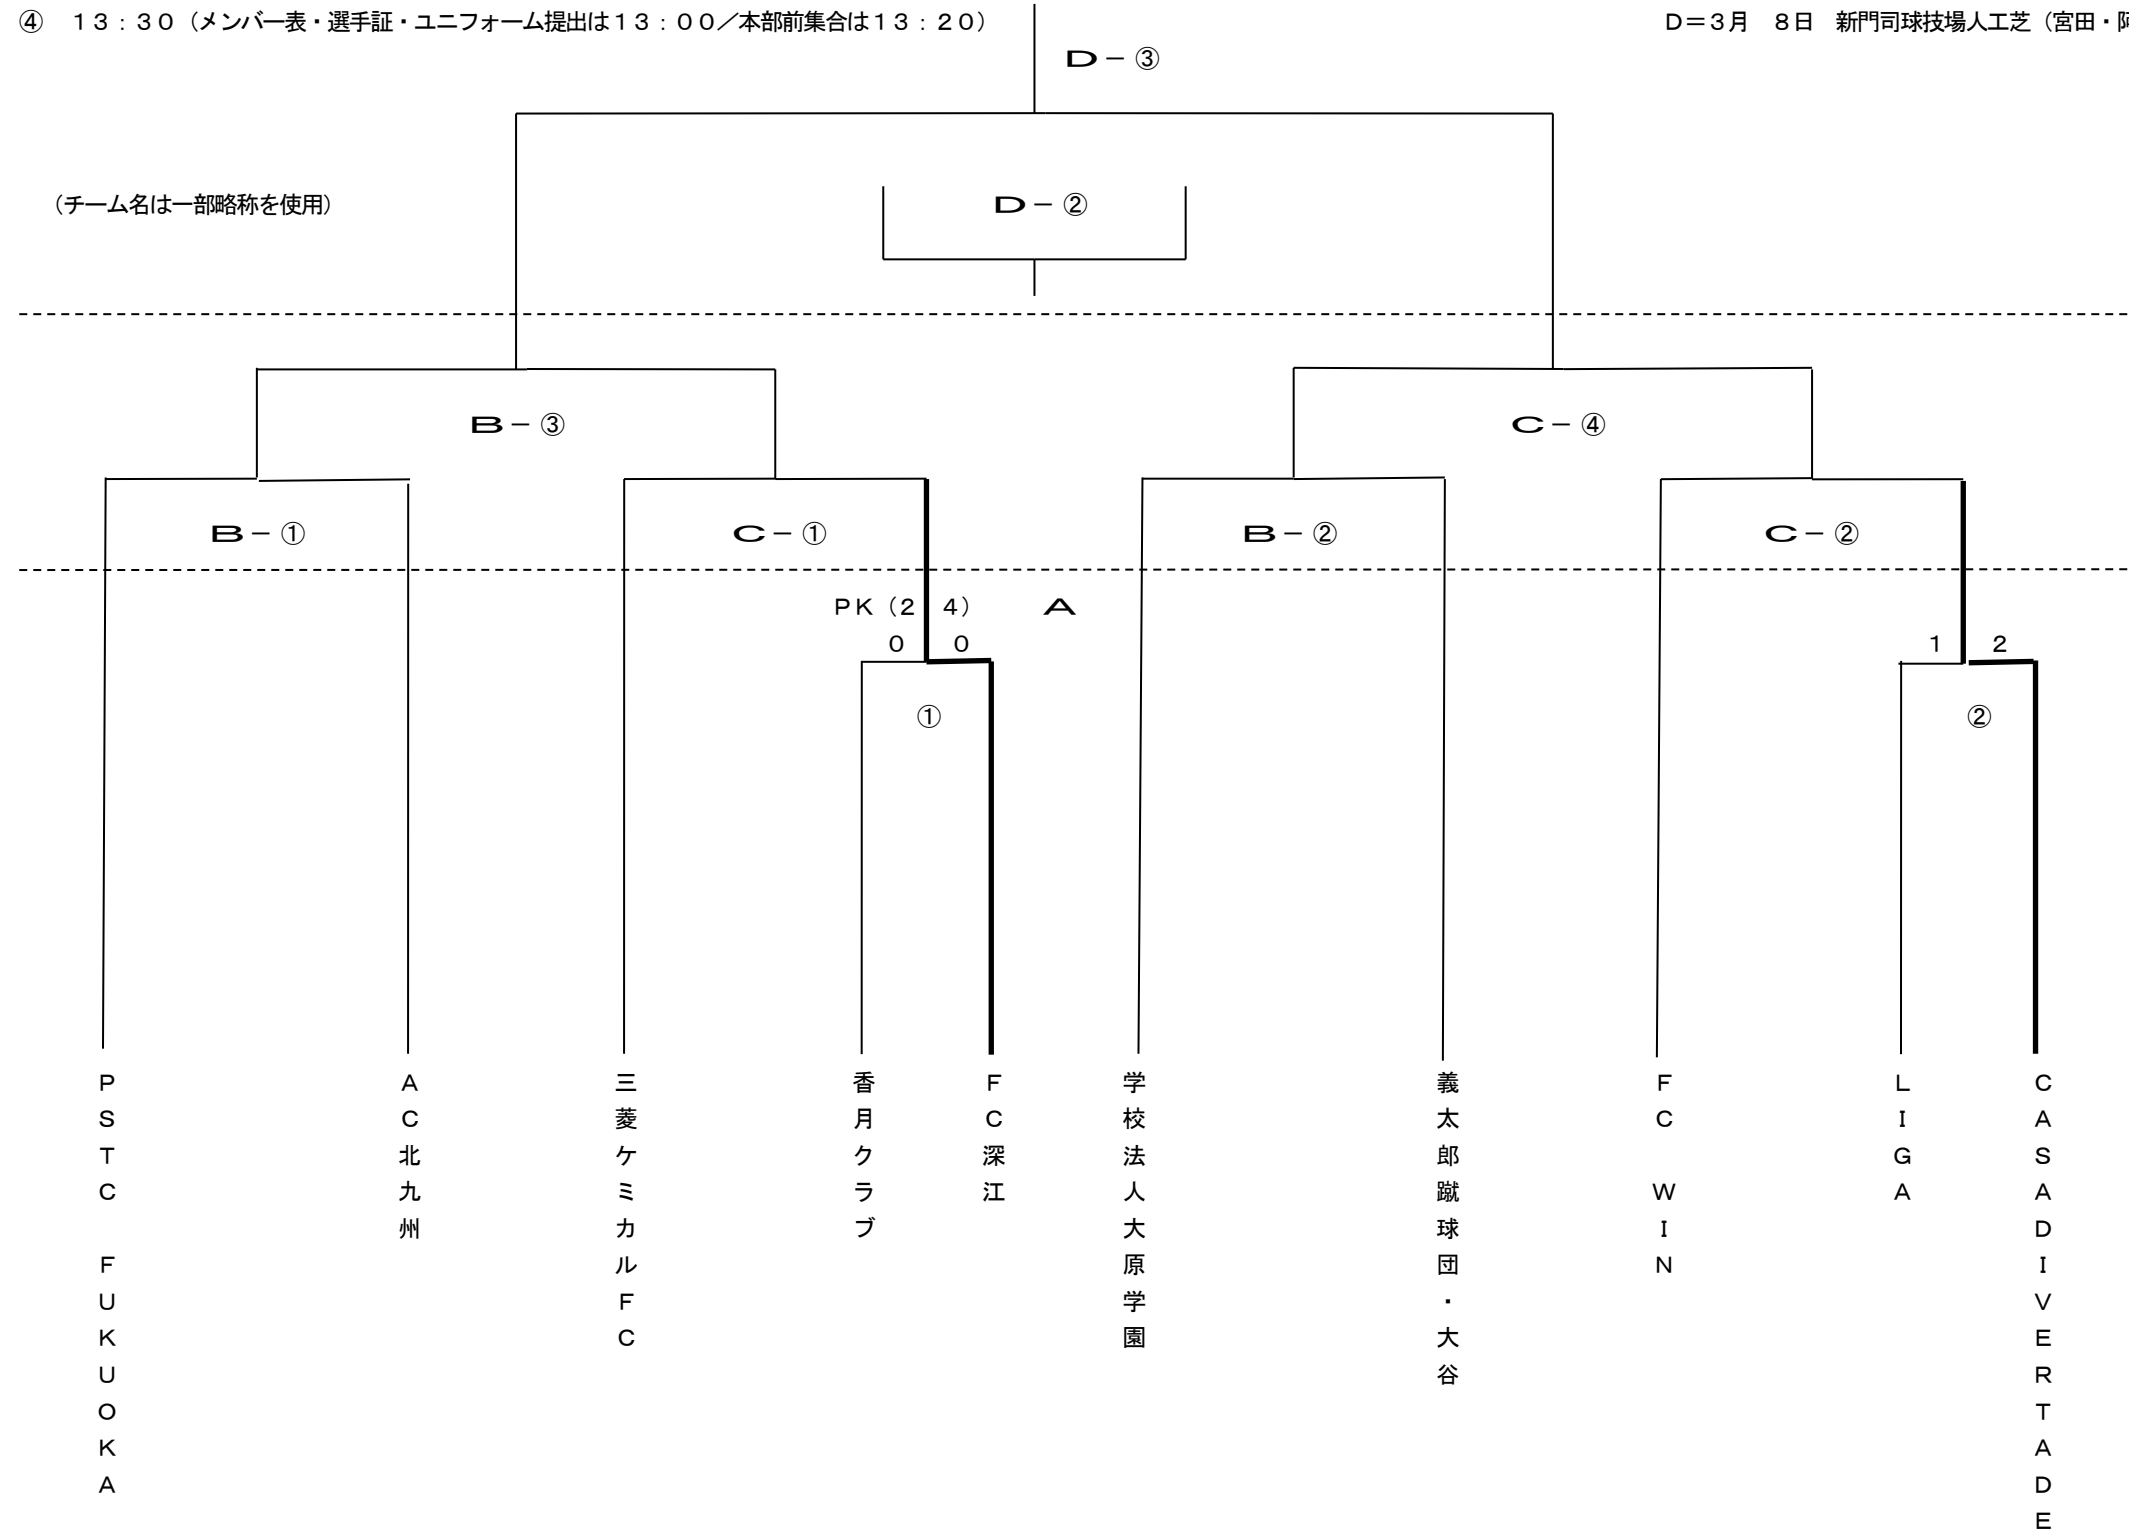 ④　１３：３０（メンバー表・選手証・ユニフォーム提出は１３：００／本部前集合は１３：２０）
Ｄ＝３月　８日　新門司球技場人工芝（宮田・
Ｄ－③
（チーム名は一部略称を使用）
Ｄ－②
Ｂ－③
Ｃ－④
Ｂ－①
Ｃ－①
Ｂ－②
Ｃ－②
ＰＫ（２　４）
Ａ
０　０
１　２
①
②
ＰＳＴＣ　ＦＵＫＵＯＫＡ
ＡＣ北九州
三菱ケミカルＦＣ
香月クラブ
ＦＣ深江
学校法人大原学園
義太郎蹴球団・大谷
ＦＣ　ＷＩＮ
ＬＩＧＡ
ＣＡＳＡＤＩＶＥＲＴＡＤＥ